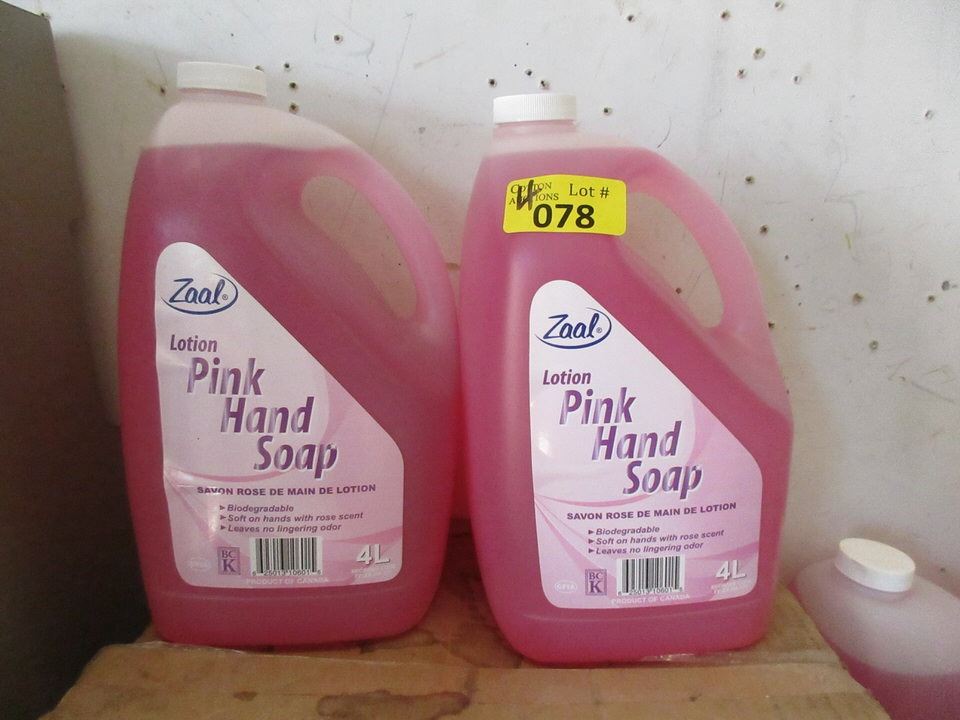 Zaal®
Lotion
Pink
Hand
Soap
SAVON ROSE DE MAIN DE LOTION
▶ Biodegradable
▶ Soft on hands with rose scent
▶ Leaves no lingering odor
BC
K
4L
PRODUCT OF CANADA
Lot #
078
Zaal®
Lotion
Pink
Hand
Soap
SAVON ROSE DE MAIN DE LOTION
▶ Biodegradable
▶ Soft on hands with rose scent
▶ Leaves no lingering odor
BC
K
4L
PRODUCT OF CANADA